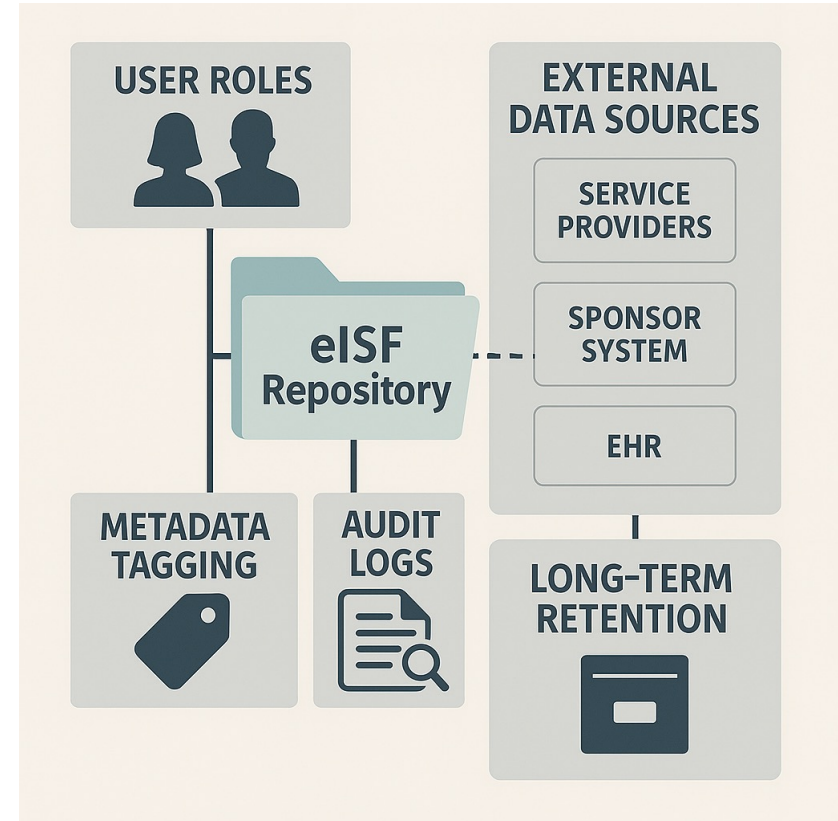 USER ROLES
EXTERNAL
DATA SOURCES
SERVICE
PROVIDERS
eISF
Repository
SPONSOR
SYSTEM
EHR
METADATA
TAGGING
AUDIT
LOGS
LONG-TERM
RETENTION